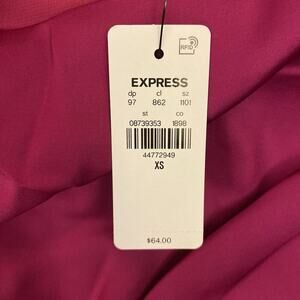 RFID
EXPRESS
dp cl sz
97 862 1101
st co
08739353 1898
44772949
XS
$64.00